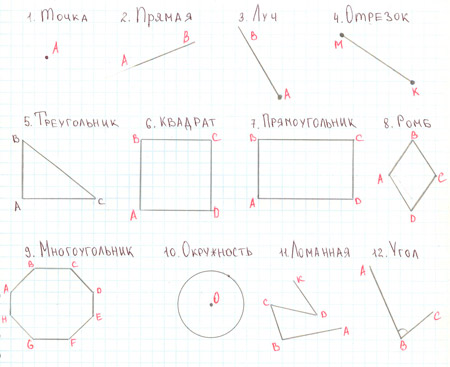 1. Точка
A
2. Прямая
A B
3. Луч
B
A
4. Отрезок
M
K
5. Треугольник
B
A C
6. Квадрат
B C
A D
7. Прямоугольник
B C
A D
8. Ромб
B
A C
D
9. Многоугольник
B C
A D
H E
G F
10. Окружность
O
11. Ломанная
K
C D
A
B
12. Угол
A
C
B